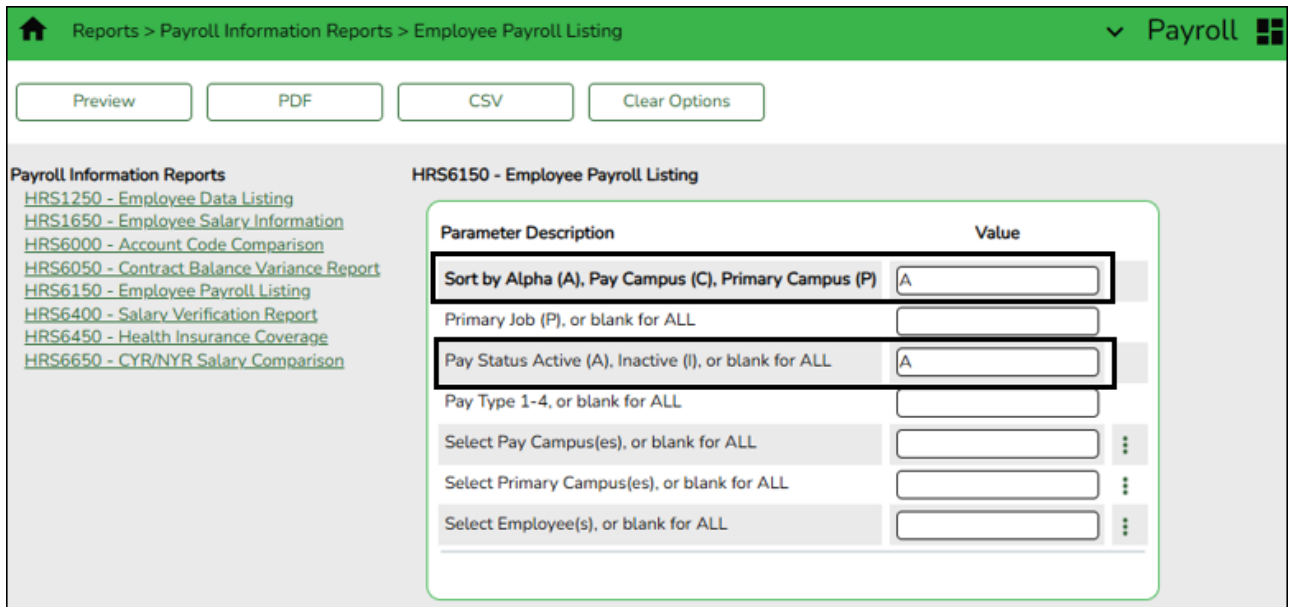 Reports > Payroll Information Reports > Employee Payroll Listing
Payroll
Preview
PDF
CSV
Clear Options
Payroll Information Reports
HRS1250 - Employee Data Listing
HRS1650 - Employee Salary Information
HRS6000 - Account Code Comparison
HRS6050 - Contract Balance Variance Report
HRS6150 - Employee Payroll Listing
HRS6400 - Salary Verification Report
HRS6450 - Health Insurance Coverage
HRS6650 - CYR/NYR Salary Comparison
HRS6150 - Employee Payroll Listing
Parameter Description Value
Sort by Alpha (A), Pay Campus (C), Primary Campus (P) A
Primary Job (P), or blank for ALL
Pay Status Active (A), Inactive (I), or blank for ALL A
Pay Type 1-4, or blank for ALL
Select Pay Campus(es), or blank for ALL
Select Primary Campus(es), or blank for ALL
Select Employee(s), or blank for ALL